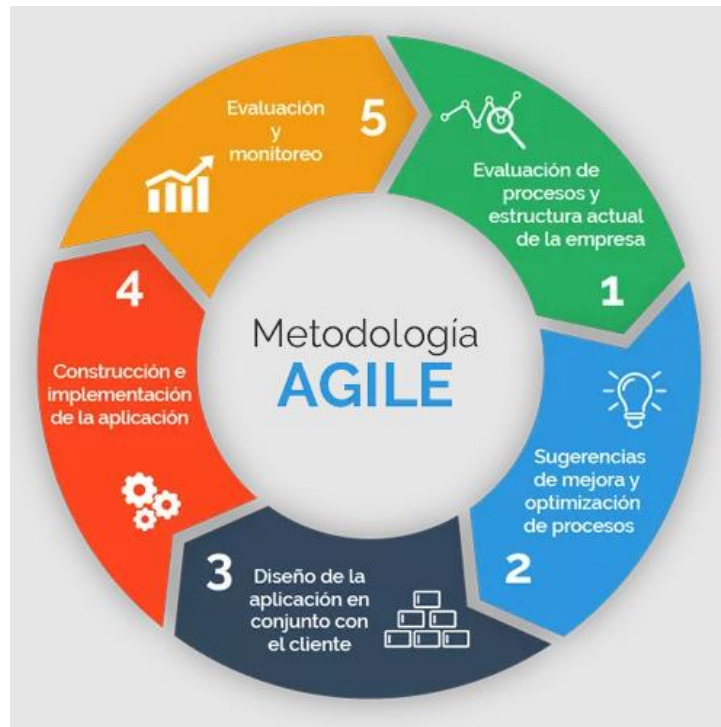 Metodología
AGILE
Evaluación de
procesos y
estructura actual
de la empresa
1
Sugerencias
de mejora y
optimización
de procesos
2
3
Diseño de la
aplicación en
conjunto con
el cliente
4
Construcción e
implementación
de la aplicación
5
Evaluación
y
monitoreo